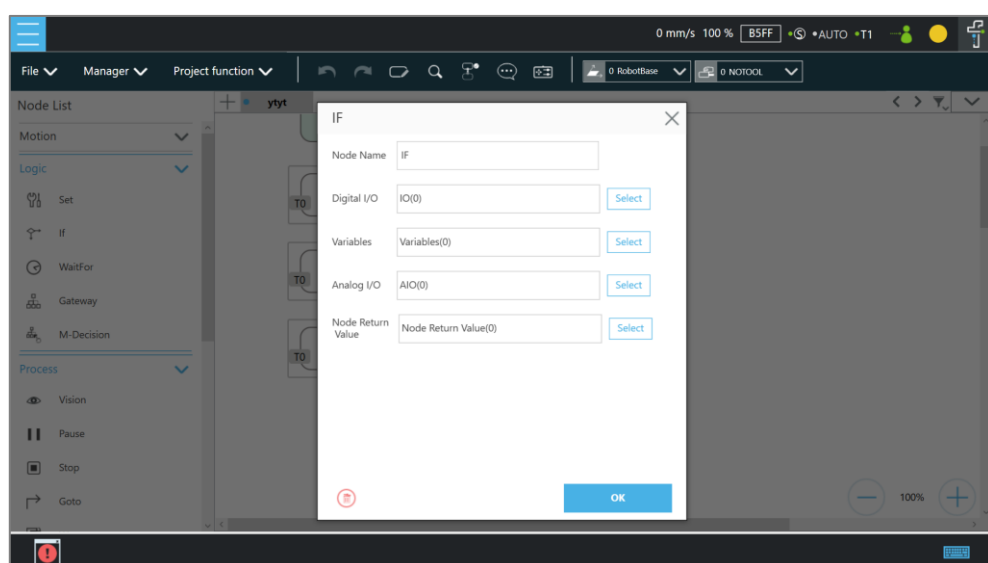 0 mm/s 100 % B5FF •Ⓢ •AUTO •T1
File Manager Project function 0 RobotBase 0 NOTOOL
Node List
ytyt
Motion
Logic
Set
If
WaitFor
Gateway
M-Decision
Process
Vision
Pause
Stop
Goto
T0
T0
T0
IF
Node Name IF
Digital I/O IO(0) Select
Variables Variables(0) Select
Analog I/O AIO(0) Select
Node Return
Value
Node Return Value(0) Select
OK
100%